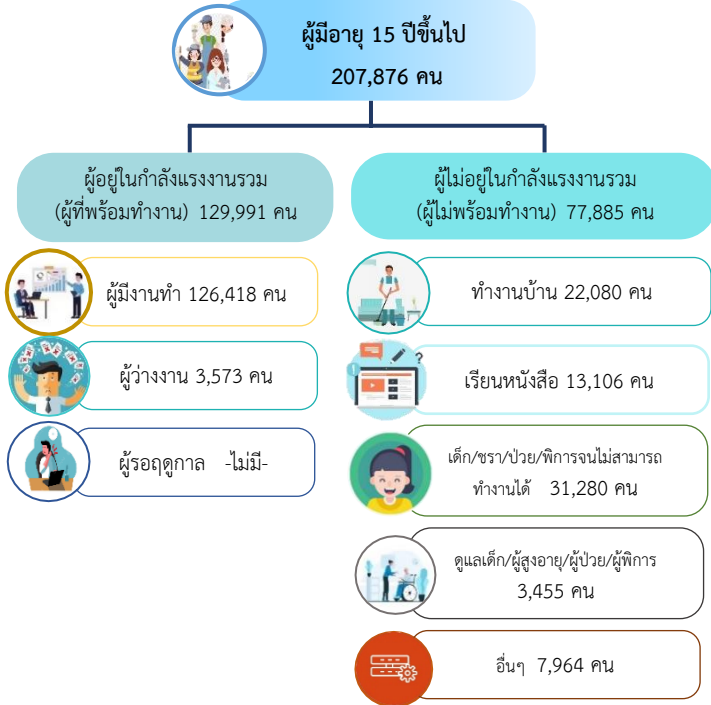 ผู้มีอายุ 15 ปีขึ้นไป
207,876 คน
ผู้อยู่ในกำลังแรงงานรวม
(ผู้ที่พร้อมทำงาน) 129,991 คน
ผู้มีงานทำ 126,418 คน
ผู้ว่างงาน 3,573 คน
ผู้รอฤดูกาล -ไม่มี-
ผู้ไม่อยู่ในกำลังแรงงานรวม
(ผู้ไม่พร้อมทำงาน) 77,885 คน
ทำงานบ้าน 22,080 คน
เรียนหนังสือ 13,106 คน
เด็ก/ชรา/ป่วย/พิการจนไม่สามารถ
ทำงานได้ 31,280 คน
ดูแลเด็ก/ผู้สูงอายุ/ผู้ป่วย/ผู้พิการ
3,455 คน
อื่นๆ 7,964 คน